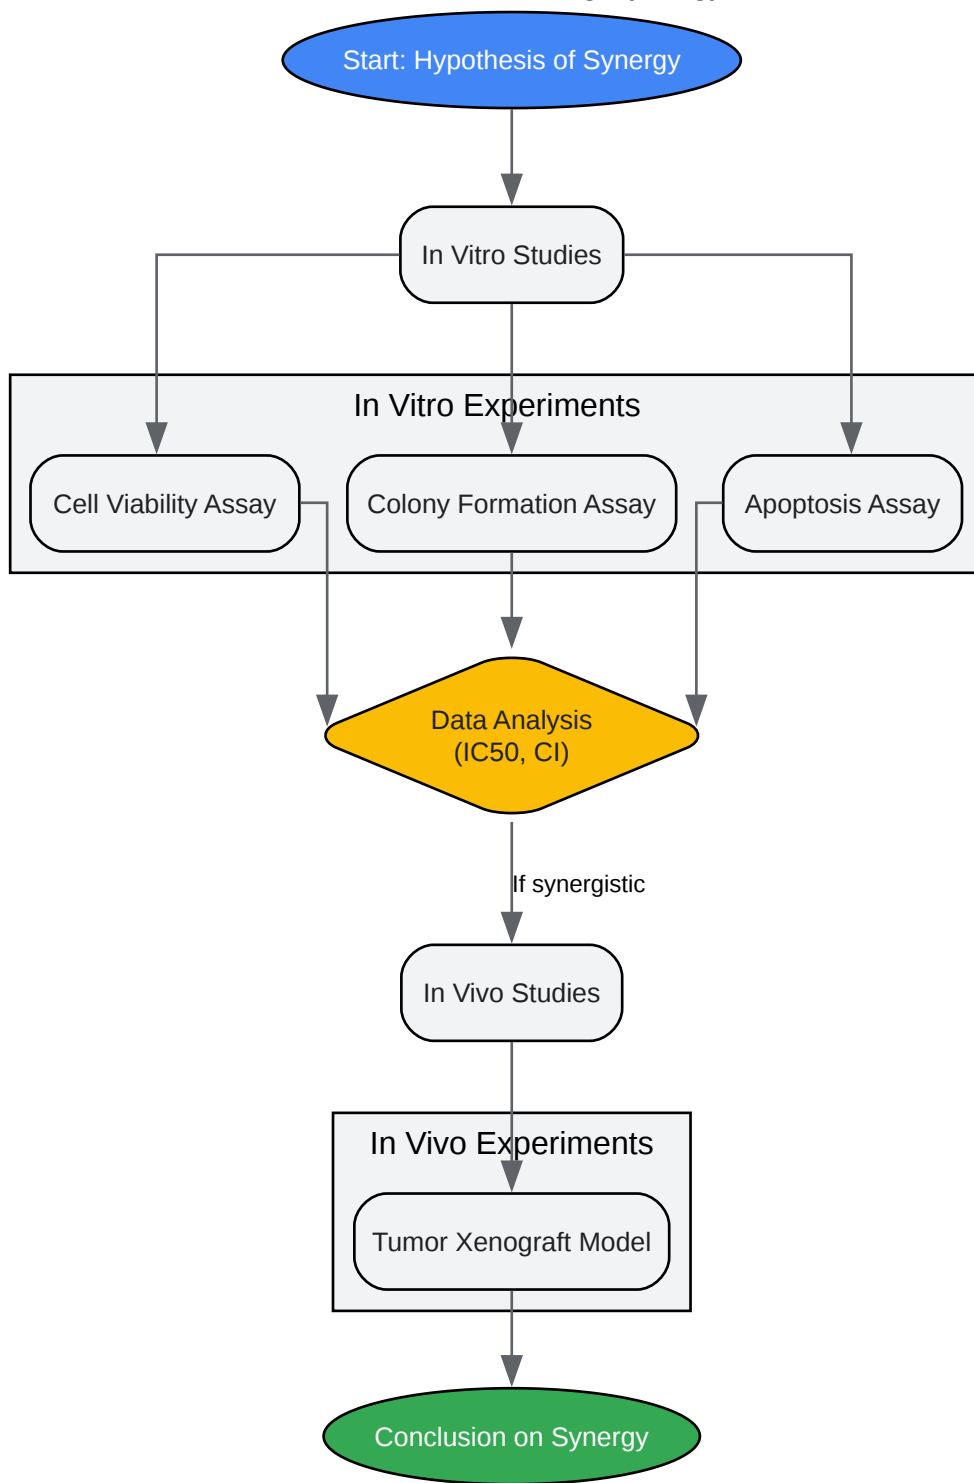 Start: Hypothesis of Synergy
In Vitro Studies
In Vitro Experiments
Cell Viability Assay
Colony Formation Assay
Apoptosis Assay
Data Analysis
(IC50, CI)
If synergistic
In Vivo Studies
In Vivo Experiments
Tumor Xenograft Model
Conclusion on Synergy